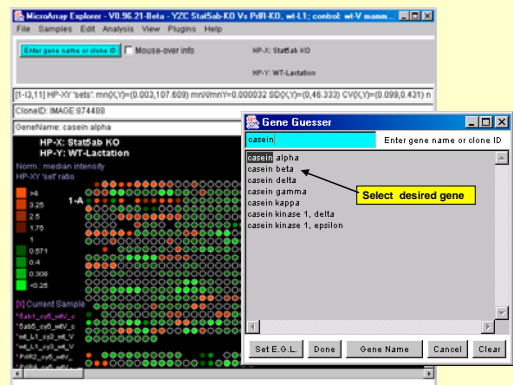 MicroArray Explorer - V0.96.21-Beta - YZC Stat5ab-KO Vs PrlR-KO, wt-L1; control: wt-V mamm...
File Samples Edit Analysis View Plugins Help
Enter gene name or clone ID
Mouse-over info
HP-X: Stat5ab KO
HP-Y: WT-Lactation
[1-I3,11] HP-XY 'sets': mn(X,Y)=(0.003,107.609) mnX/mnY=0.000032 SD(X,Y)=(0,46.333) CV(X,Y)=(0.099,0.431) n
CloneID: IMAGE:874488
GeneName: casein alpha
HP-X: Stat5ab KO
HP-Y: WT-Lactation
Norm.: median intensity
HP-XY 'set' ratio
>4
3.25
2.5
1.75
1
0.571
0.4
0.308
<0.25
1-A
[X] Current Sample
Gene Guesser
casein
Enter gene name or clone ID
casein alpha
casein beta
casein delta
casein gamma
casein kappa
casein kinase 1, delta
casein kinase 1, epsilon
Select desired gene
Set E.G.L.
Done
Gene Name
Cancel
Clear